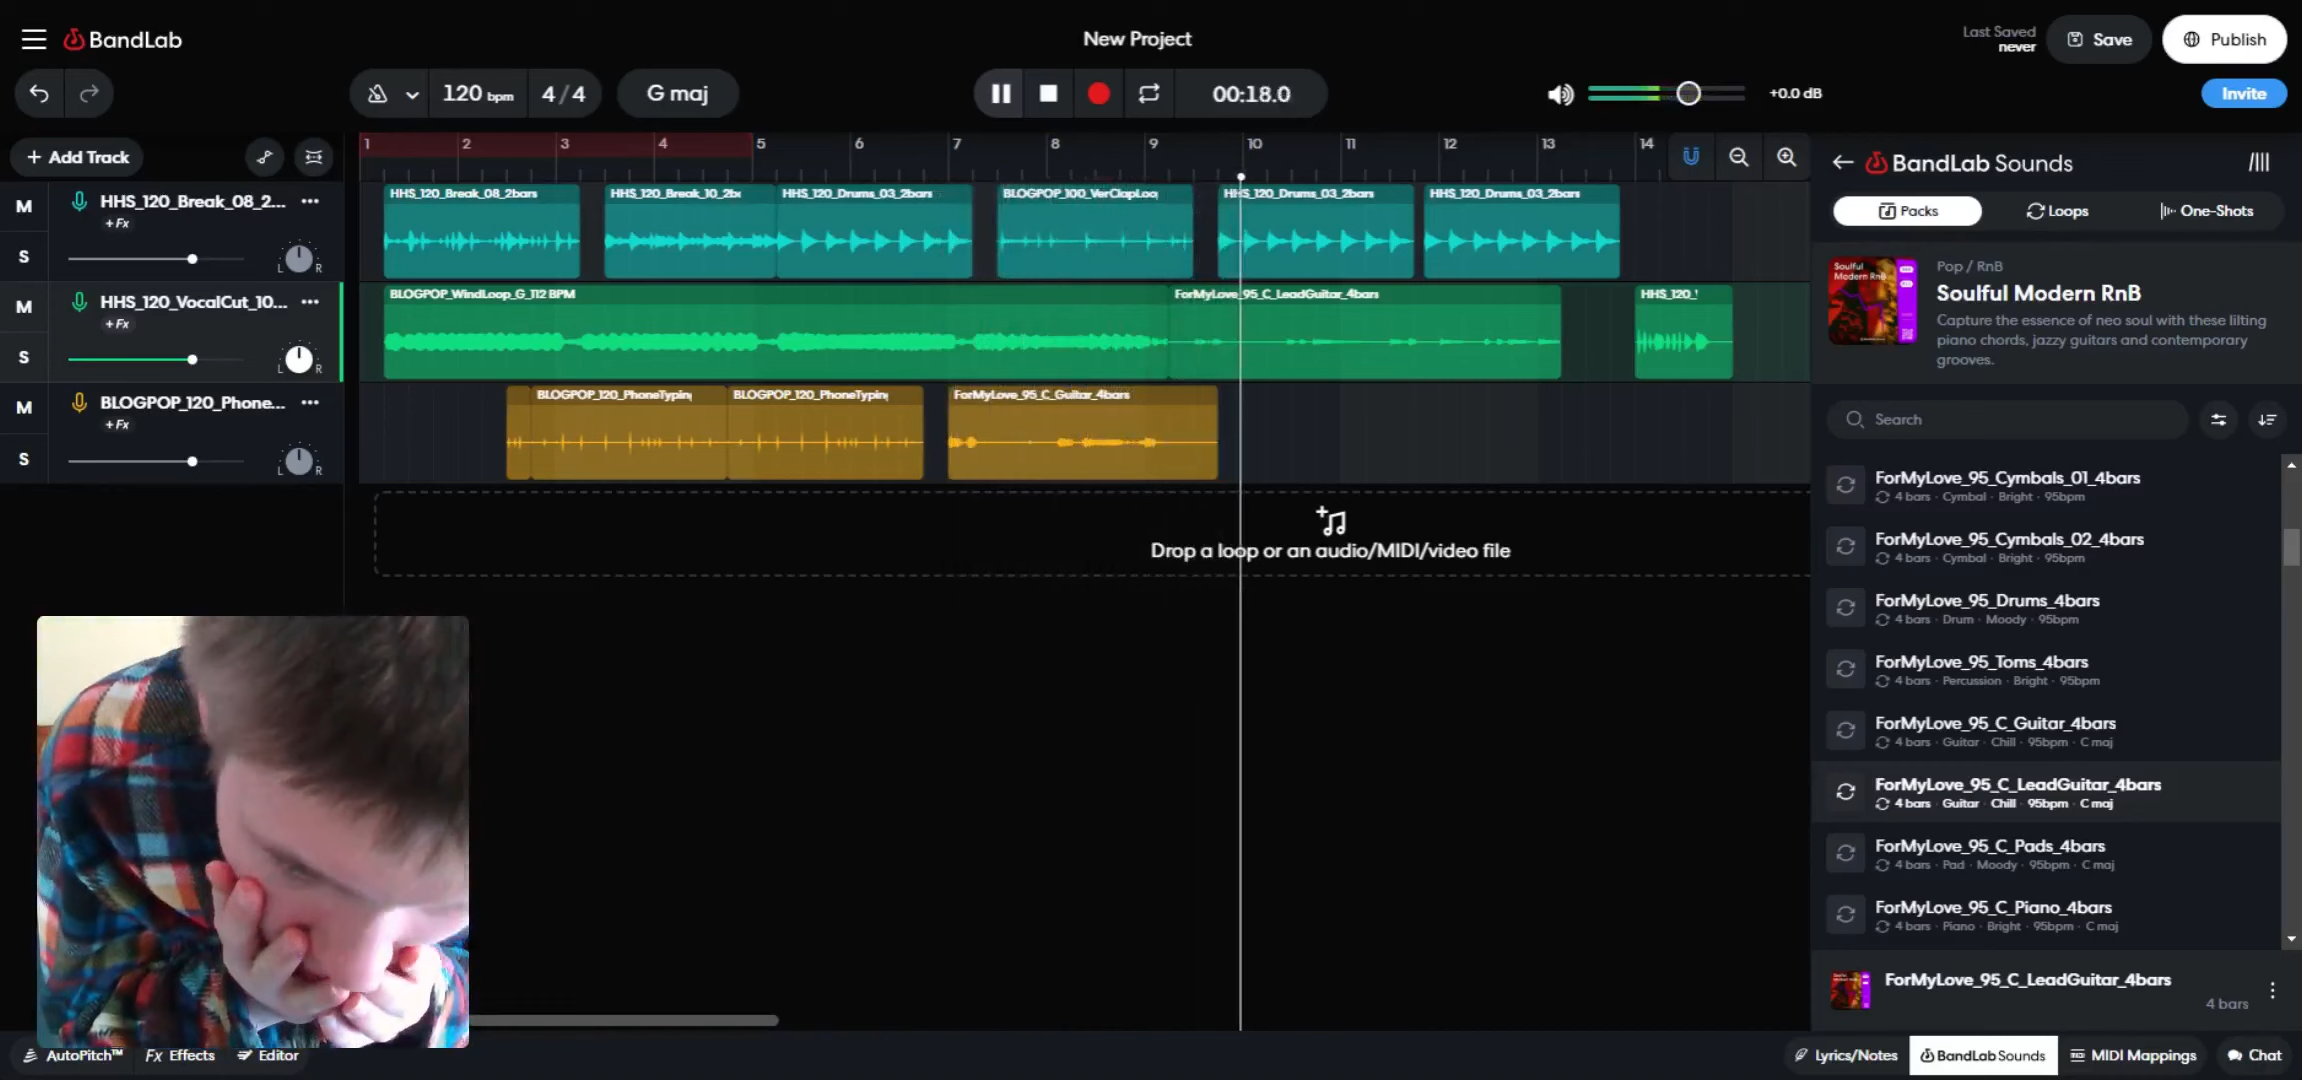 BandLab
New Project
Last Saved
never
Save
Publish
120 bpm
4/4
G maj
00:18.0
+0.0 dB
Invite
+ Add Track
1 2 3 4 5 6 7 8 9 10 11 12 13 14
BandLab Sounds
Packs
Loops
One-Shots
M
S
HHS_120_Break_08_2...
+Fx
L R
HHS_120_Break_08_2bars
HHS_120_Drums_03_2bars
HHS_120_Drums_03_2bars
HHS_120_Drums_03_2bars
Soulful
Modern RnB
Pop / RnB
Soulful Modern RnB
Capture the essence of neo soul with these lilting
piano chords, jazzy guitars and contemporary
grooves.
M
S
HHS_120_VocalCut_10...
+Fx
L R
BLOGPOP_WindLoop_G_112 BPM
ForMyLove_95_C_LeadGuitar_4bars
M
S
BLOGPOP_120_Phone...
+Fx
L R
ForMyLove_95_C_Guitar_4bars
Drop a loop or an audio/MIDI/video file
Search
ForMyLove_95_Cymbals_01_4bars
4 bars · Cymbal · Bright · 95bpm
ForMyLove_95_Cymbals_02_4bars
4 bars · Cymbal · Bright · 95bpm
ForMyLove_95_Drums_4bars
4 bars · Drum · Moody · 95bpm
ForMyLove_95_Toms_4bars
4 bars · Percussion · Bright · 95bpm
ForMyLove_95_C_Guitar_4bars
4 bars · Guitar · Chill · 95bpm · C maj
ForMyLove_95_C_LeadGuitar_4bars
4 bars · Guitar · Chill · 95bpm · C maj
ForMyLove_95_C_Pads_4bars
4 bars · Pad · Moody · 95bpm · C maj
ForMyLove_95_C_Piano_4bars
4 bars · Piano · Bright · 95bpm · C maj
ForMyLove_95_C_LeadGuitar_4bars
4 bars
AutoPitch™
Fx Effects
Editor
Lyrics/Notes
BandLab Sounds
MIDI Mappings
Chat